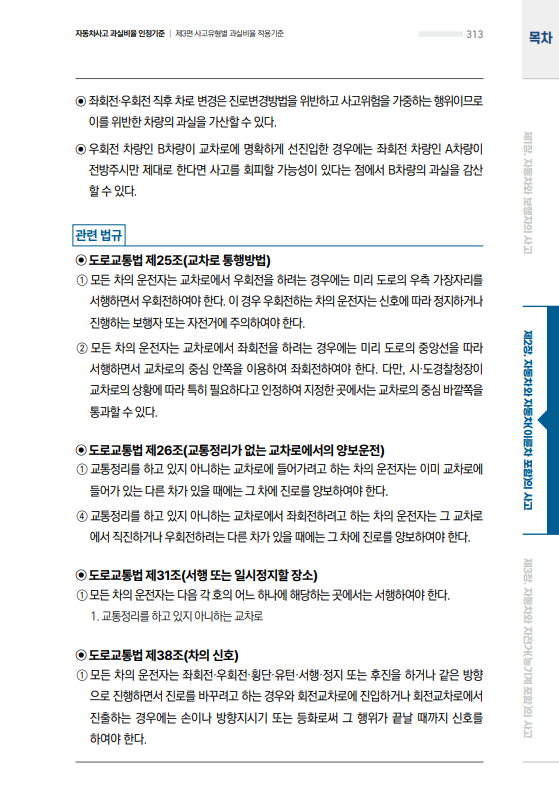 자동차사고 과실비율 인정기준 | 제3편 사고유형별 과실비율 적용기준
313
목차
◉ 좌회전·우회전 직후 차로 변경은 진로변경방법을 위반하고 사고위험을 가중하는 행위이므로
이를 위반한 차량의 과실을 가산할 수 있다.
◉ 우회전 차량인 B차량이 교차로에 명확하게 선진입한 경우에는 좌회전 차량인 A차량이
전방주시만 제대로 한다면 사고를 회피할 가능성이 있다는 점에서 B차량의 과실을 감산
할 수 있다.
관련 법규
◉ 도로교통법 제25조(교차로 통행방법)
① 모든 차의 운전자는 교차로에서 우회전을 하려는 경우에는 미리 도로의 우측 가장자리를
서행하면서 우회전하여야 한다. 이 경우 우회전하는 차의 운전자는 신호에 따라 정지하거나
진행하는 보행자 또는 자전거에 주의하여야 한다.
② 모든 차의 운전자는 교차로에서 좌회전을 하려는 경우에는 미리 도로의 중앙선을 따라
서행하면서 교차로의 중심 안쪽을 이용하여 좌회전하여야 한다. 다만, 시·도경찰청장이
교차로의 상황에 따라 특히 필요하다고 인정하여 지정한 곳에서는 교차로의 중심 바깥쪽을
통과할 수 있다.
◉ 도로교통법 제26조(교통정리가 없는 교차로에서의 양보운전)
① 교통정리를 하고 있지 아니하는 교차로에 들어가려고 하는 차의 운전자는 이미 교차로에
들어가 있는 다른 차가 있을 때에는 그 차에 진로를 양보하여야 한다.
④ 교통정리를 하고 있지 아니하는 교차로에서 좌회전하려고 하는 차의 운전자는 그 교차로
에서 직진하거나 우회전하려는 다른 차가 있을 때에는 그 차에 진로를 양보하여야 한다.
◉ 도로교통법 제31조(서행 또는 일시정지할 장소)
① 모든 차의 운전자는 다음 각 호의 어느 하나에 해당하는 곳에서는 서행하여야 한다.
1. 교통정리를 하고 있지 아니하는 교차로
◉ 도로교통법 제38조(차의 신호)
① 모든 차의 운전자는 좌회전·우회전·횡단·유턴·서행·정지 또는 후진을 하거나 같은 방향
으로 진행하면서 진로를 바꾸려고 하는 경우와 회전교차로에 진입하거나 회전교차로에서
진출하는 경우에는 손이나 방향지시기 또는 등화로써 그 행위가 끝날 때까지 신호를
하여야 한다.
제1장. 자동차와 보행자의 사고
제2장. 자동차와 자동차(이륜차 포함)의 사고
제3장. 자동차와 자전거(농기계 포함)의 사고